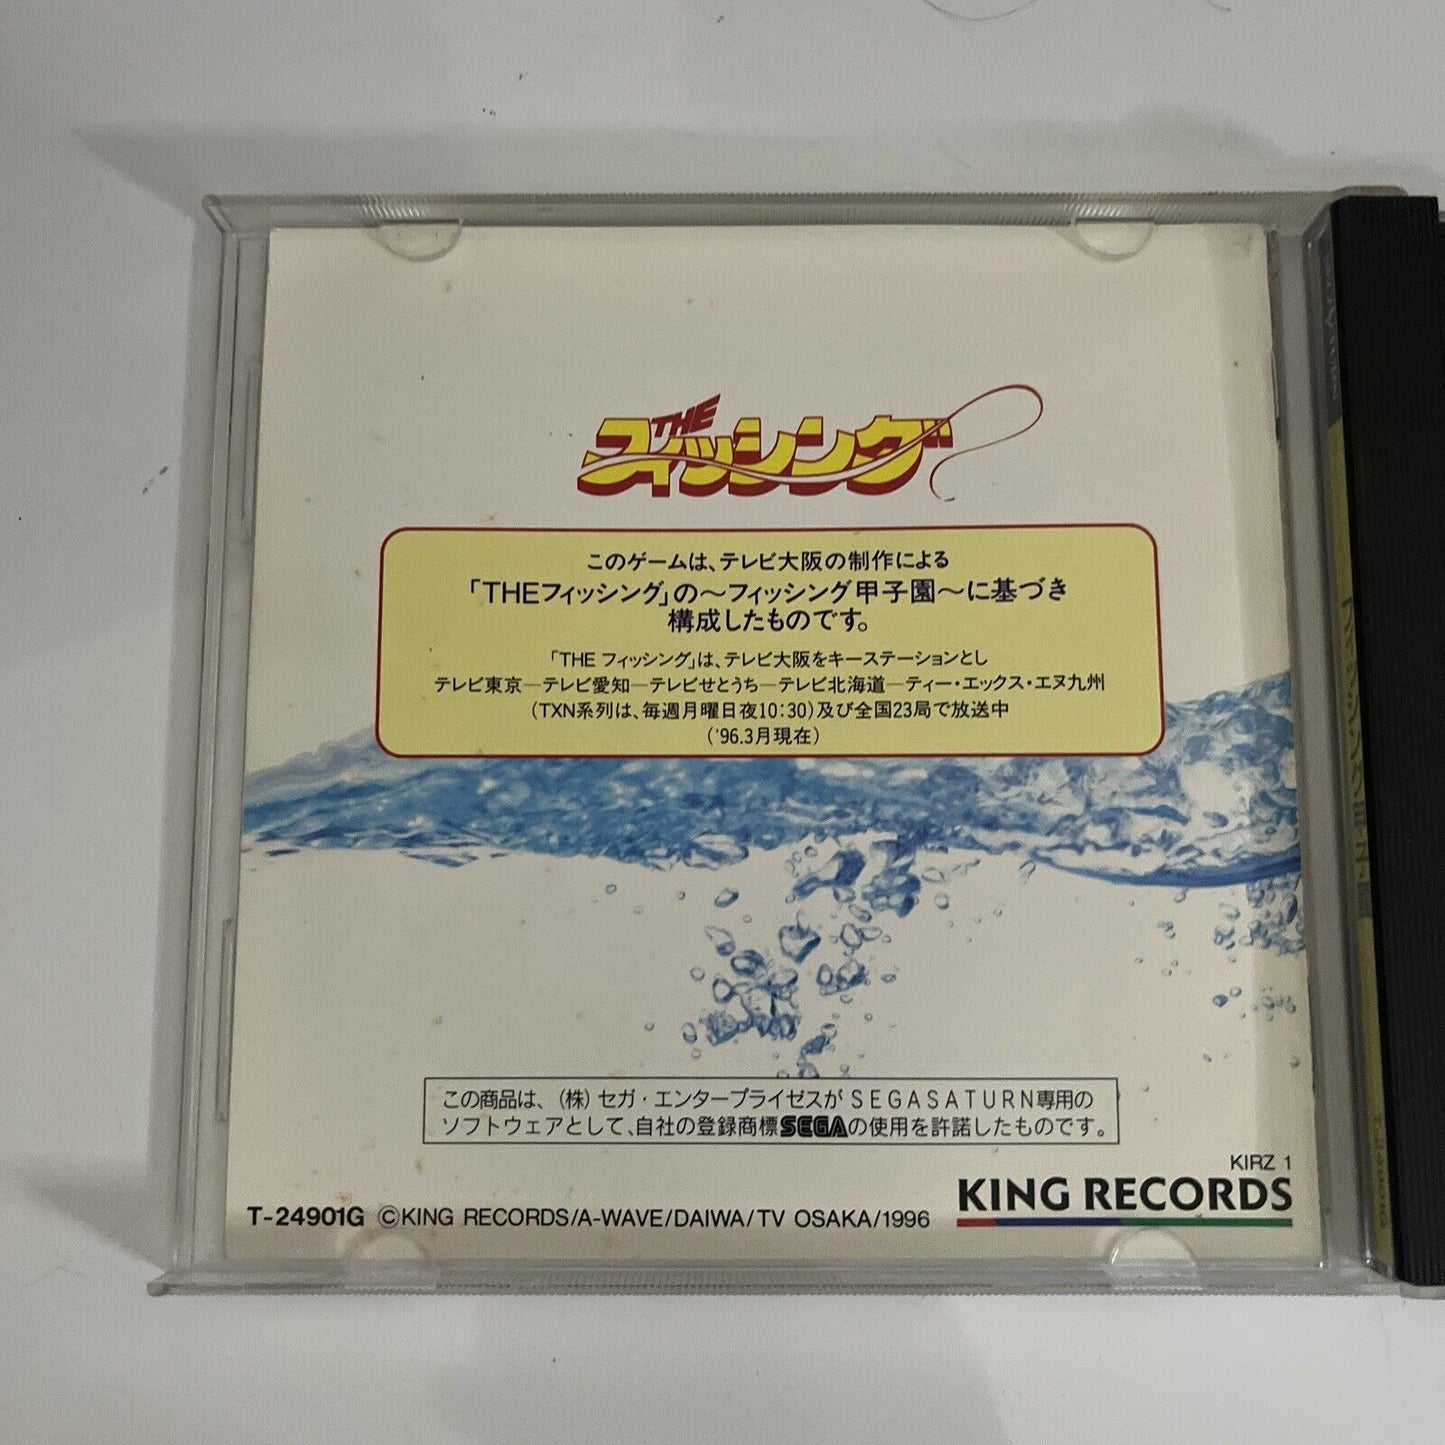 THE
フィッシング
このゲームは、テレビ大阪の制作による
「THEフィッシング」の〜フィッシング甲子園〜に基づき
構成したものです。
「THE フィッシング」は、テレビ大阪をキーステーションとし
テレビ東京—テレビ愛知—テレビせとうち—テレビ北海道—ティー・エックス・エヌ九州
(TXN系列は、毎週月曜日夜10:30)及び全国23局で放送中
('96.3月現在)
この商品は、(株)セガ・エンタープライゼスがSEGASATURN専用の
ソフトウェアとして、自社の登録商標SEGAの使用を許諾したものです。
KIRZ 1
KING RECORDS
T-24901G ©KING RECORDS/A-WAVE/DAIWA/TV OSAKA/1996